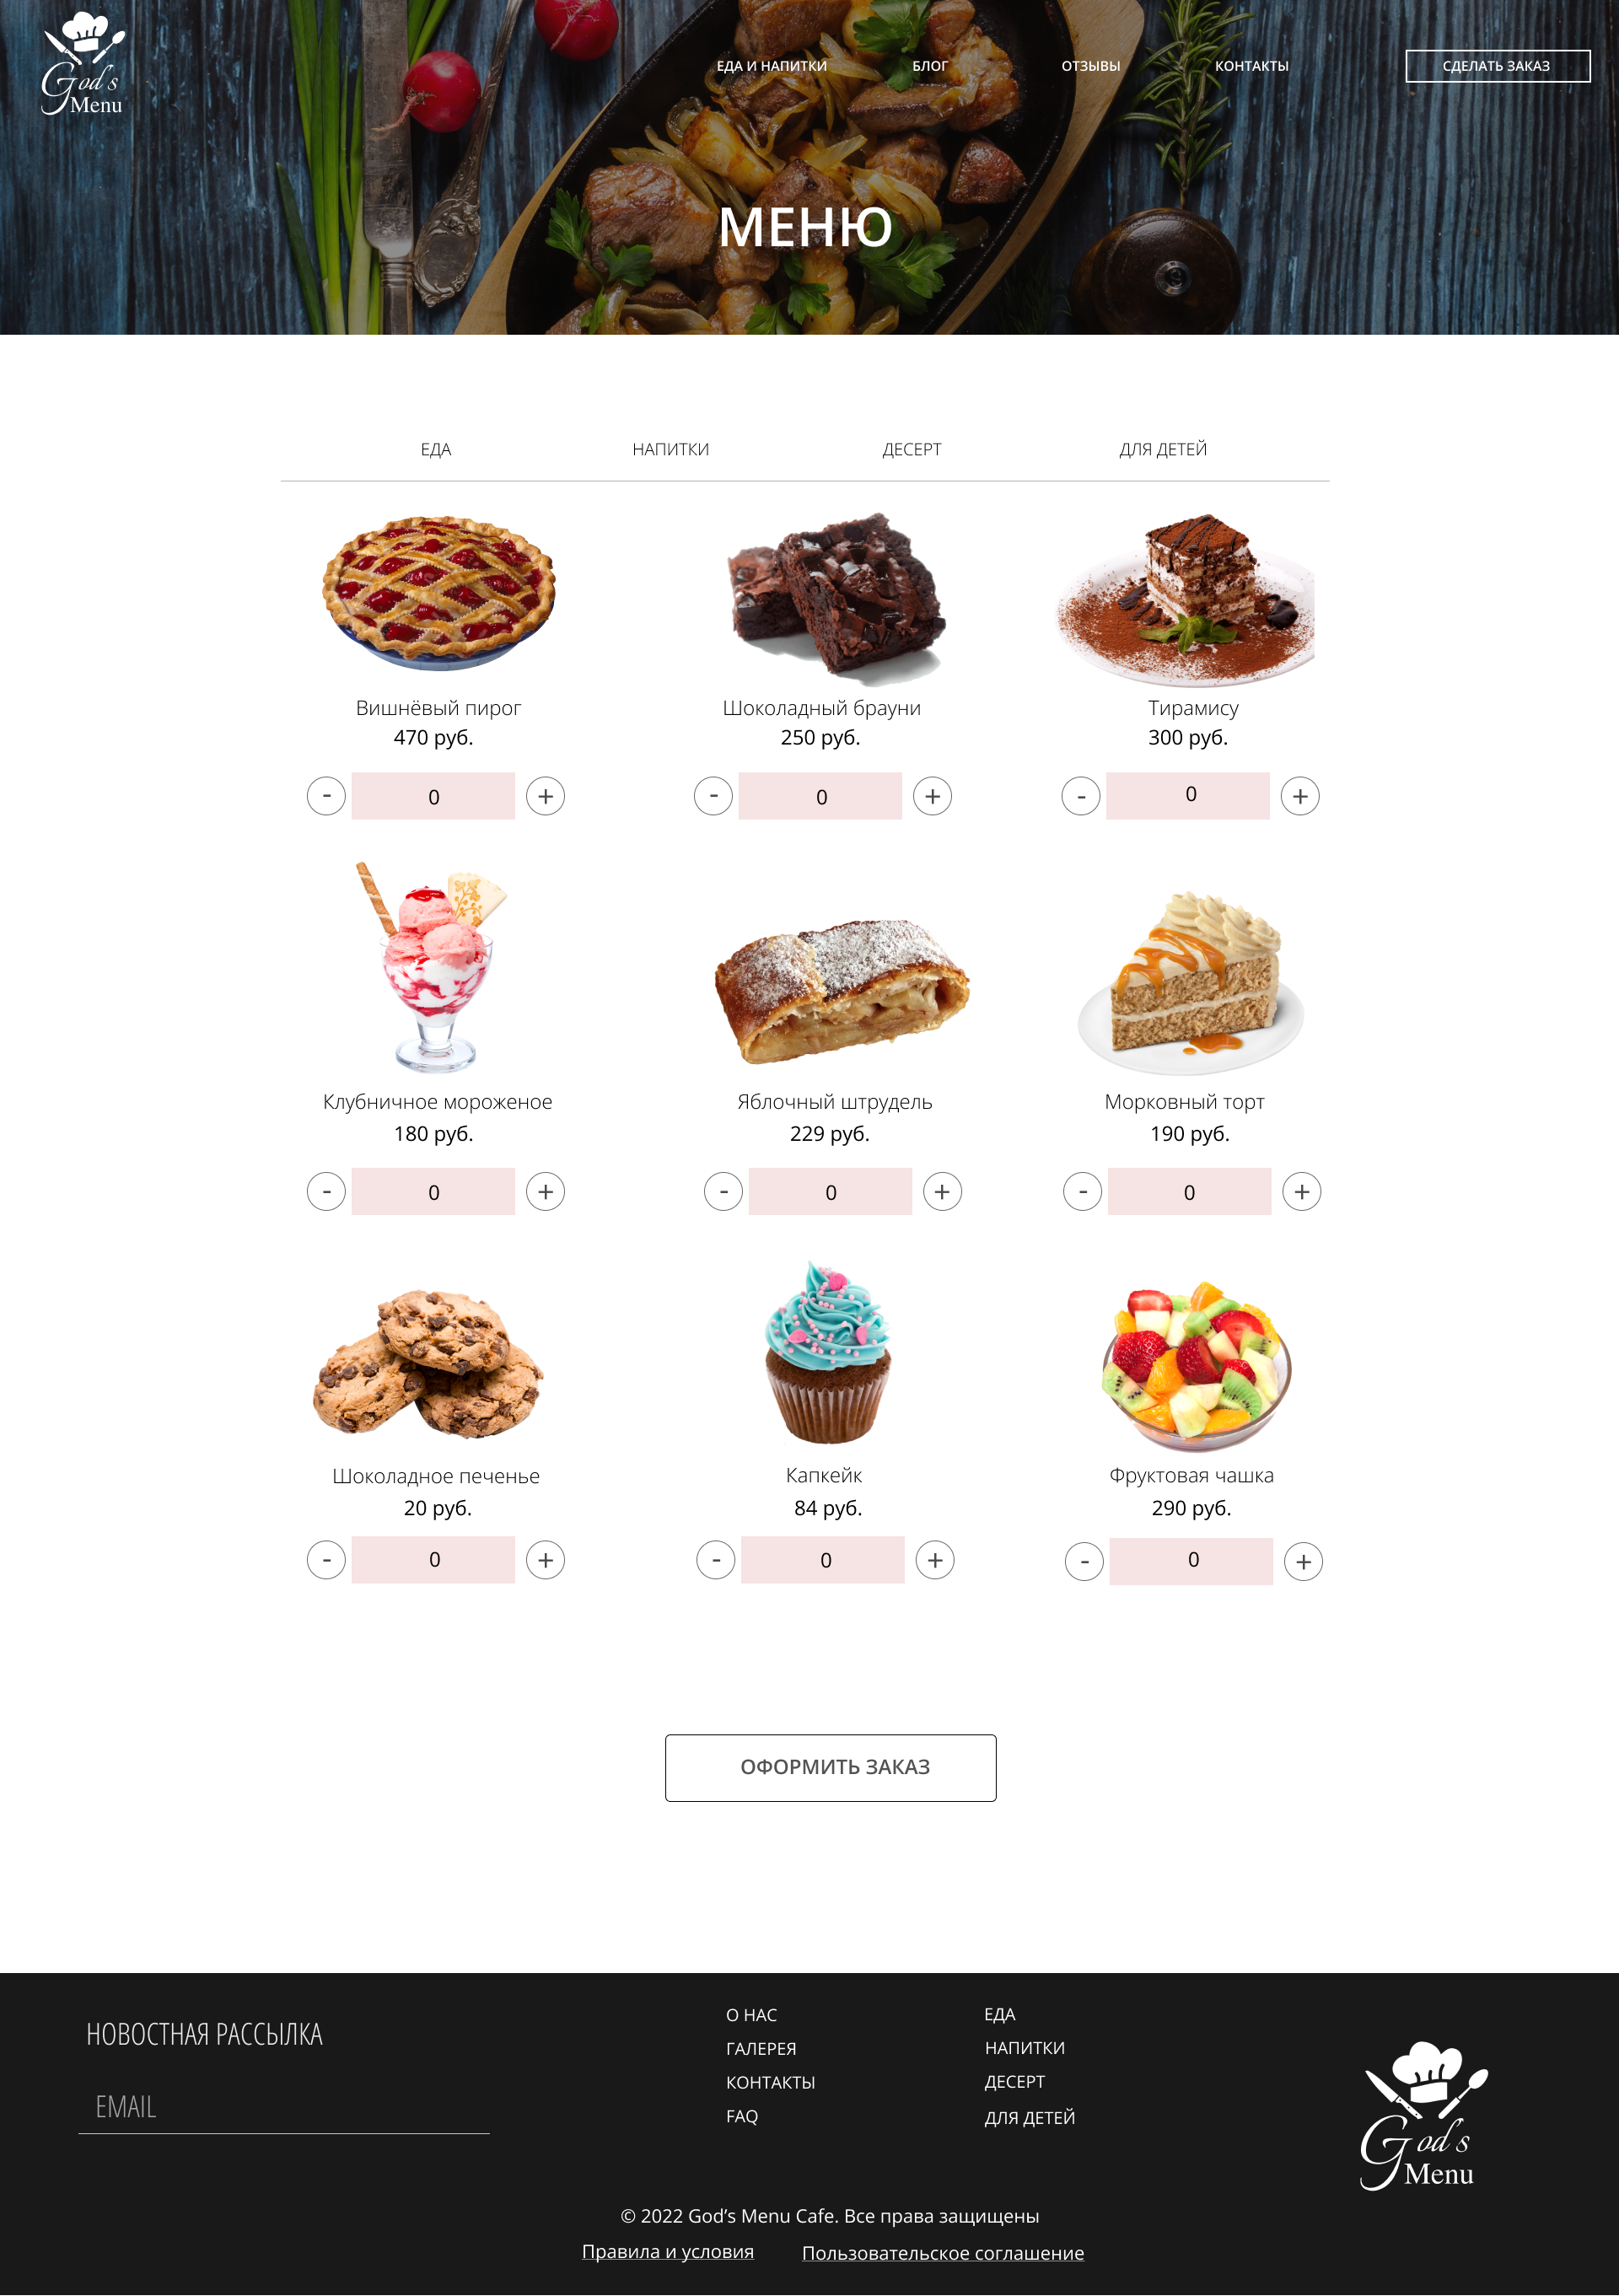 God's
Menu
ЕДА И НАПИТКИ
БЛОГ
ОТЗЫВЫ
КОНТАКТЫ
СДЕЛАТЬ ЗАКАЗ
МЕНЮ
ЕДА
НАПИТКИ
ДЕСЕРТ
ДЛЯ ДЕТЕЙ
Вишнёвый пирог
470 руб.
- 0 +
Шоколадный брауни
250 руб.
- 0 +
Тирамису
300 руб.
- 0 +
Клубничное мороженое
180 руб.
- 0 +
Яблочный штрудель
229 руб.
- 0 +
Морковный торт
190 руб.
- 0 +
Шоколадное печенье
20 руб.
- 0 +
Капкейк
84 руб.
- 0 +
Фруктовая чашка
290 руб.
- 0 +
ОФОРМИТЬ ЗАКАЗ
НОВОСТНАЯ РАССЫЛКА
EMAIL
О НАС
ГАЛЕРЕЯ
КОНТАКТЫ
FAQ
ЕДА
НАПИТКИ
ДЕСЕРТ
ДЛЯ ДЕТЕЙ
God's
Menu
© 2022 God’s Menu Cafe. Все права защищены
Правила и условия
Пользовательское соглашение